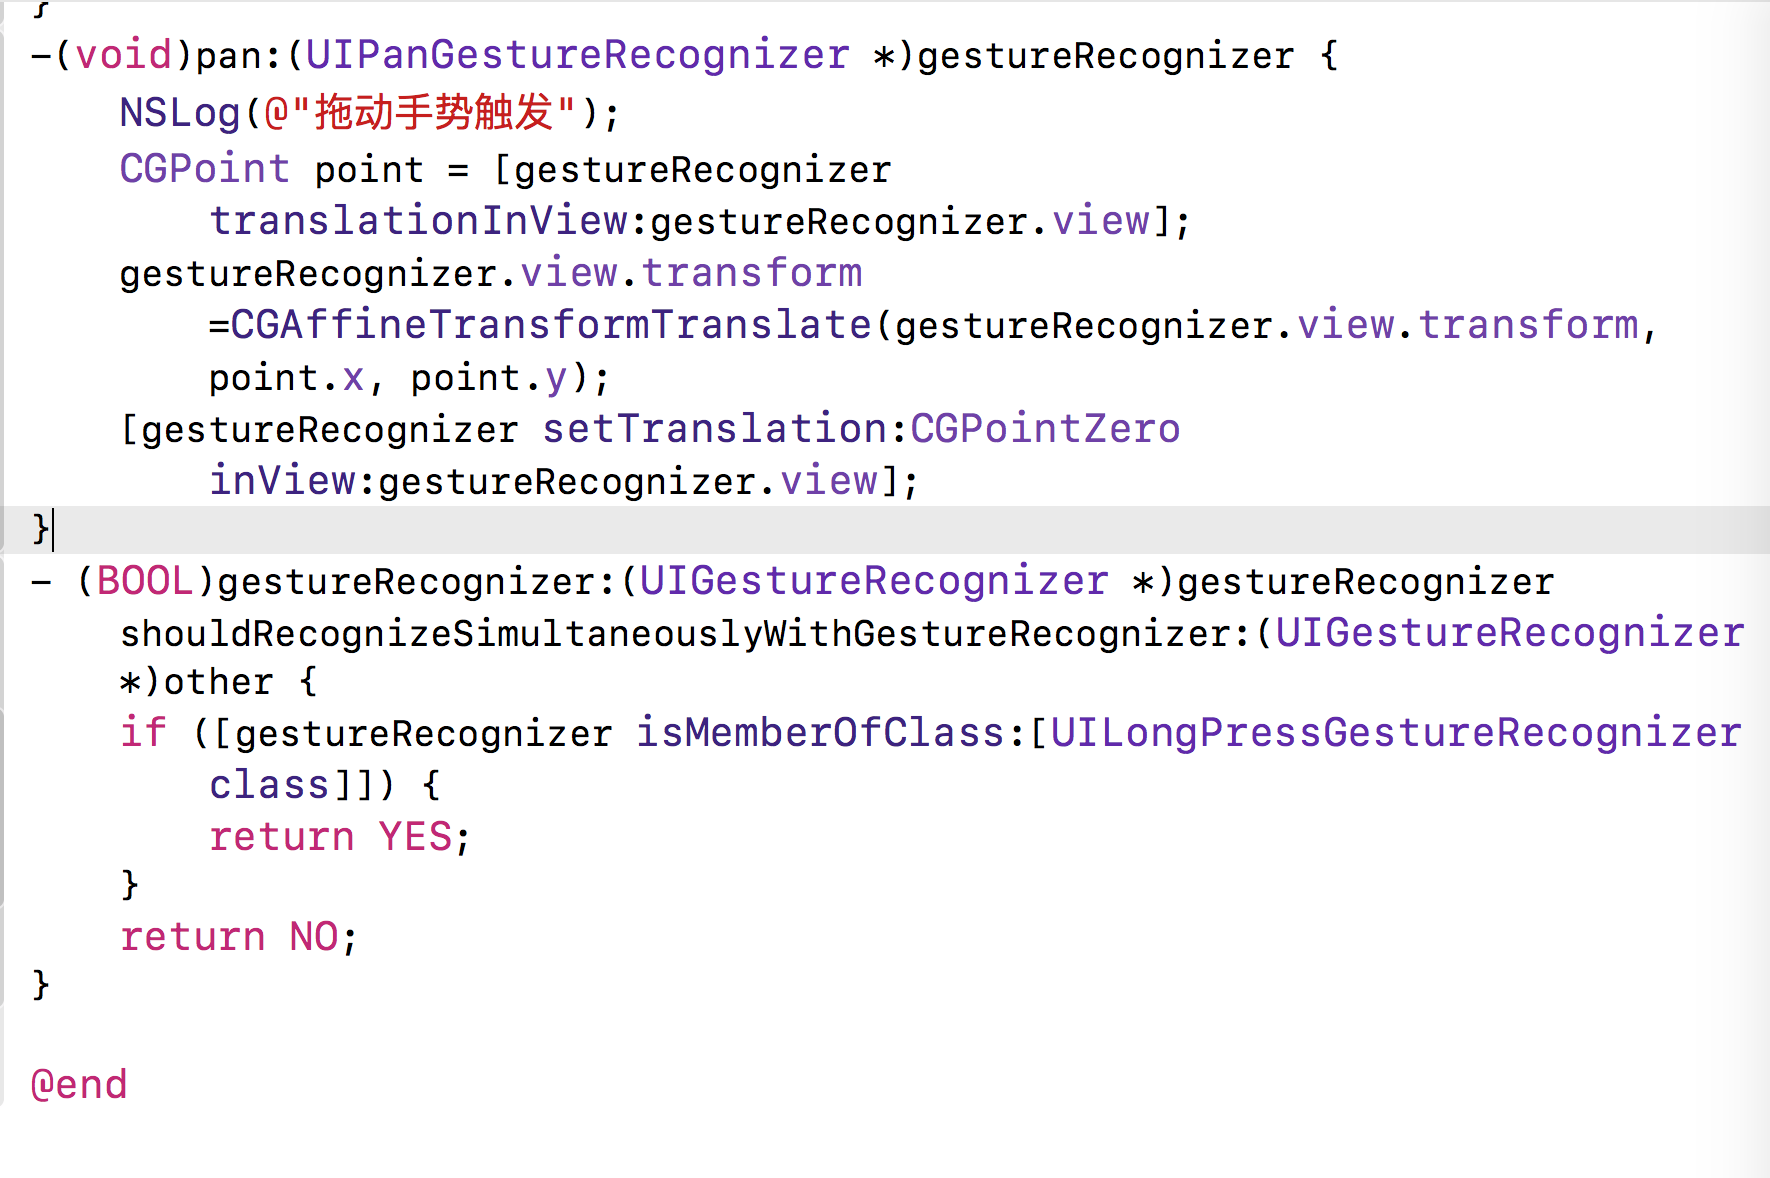 }
-(void)pan:(UIPanGestureRecognizer *)gestureRecognizer {
NSLog(@"拖动手势触发");
CGPoint point = [gestureRecognizer
translationInView:gestureRecognizer.view];
gestureRecognizer.view.transform
=CGAffineTransformTranslate(gestureRecognizer.view.transform,
point.x, point.y);
[gestureRecognizer setTranslation:CGPointZero
inView:gestureRecognizer.view];
}
- (BOOL)gestureRecognizer:(UIGestureRecognizer *)gestureRecognizer
shouldRecognizeSimultaneouslyWithGestureRecognizer:(UIGestureRecognizer
*)other {
if ([gestureRecognizer isMemberOfClass:[UILongPressGestureRecognizer
class]]) {
return YES;
}
return NO;
}
@end